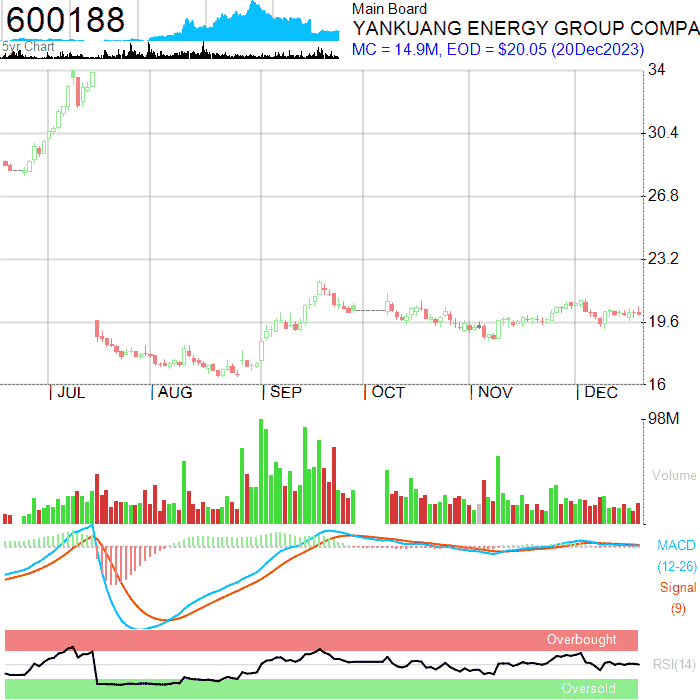 600188
5yr Chart
Main Board
YANKUANG ENERGY GROUP COMPA
MC = 14.9M, EOD = $20.05 (20Dec2023)
34
30.4
26.8
23.2
19.6
16
JUL AUG SEP OCT NOV DEC
98M
Volume
MACD
(12-26)
Signal
(9)
Overbought
RSI(14)
Oversold